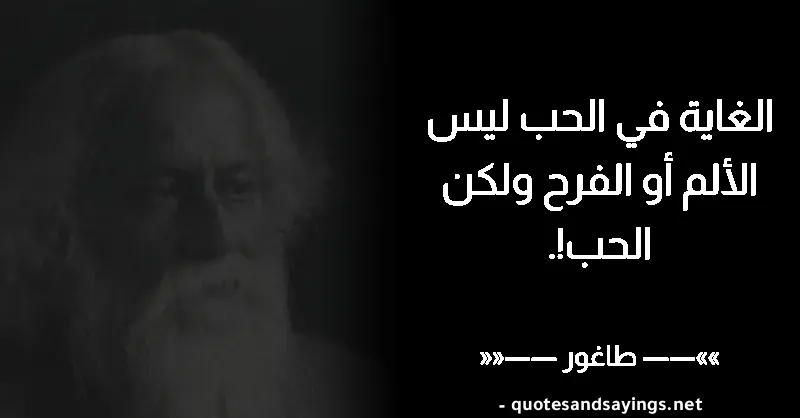 الغاية في الحب ليس
الألم أو الفرح ولكن
الحب!.
»»—— طاغور ——««
- quotesandsayings.net